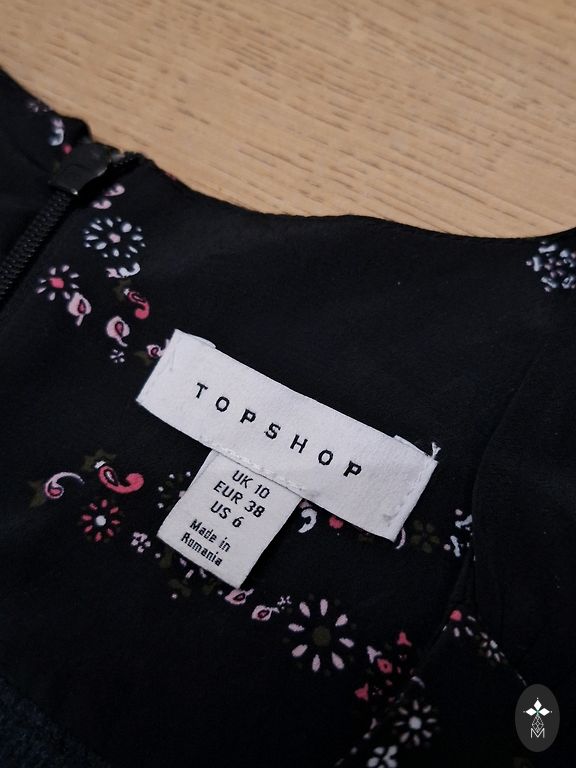 TOPSHOP
UK 10
EUR 38
US 6
Made in
Romania
M